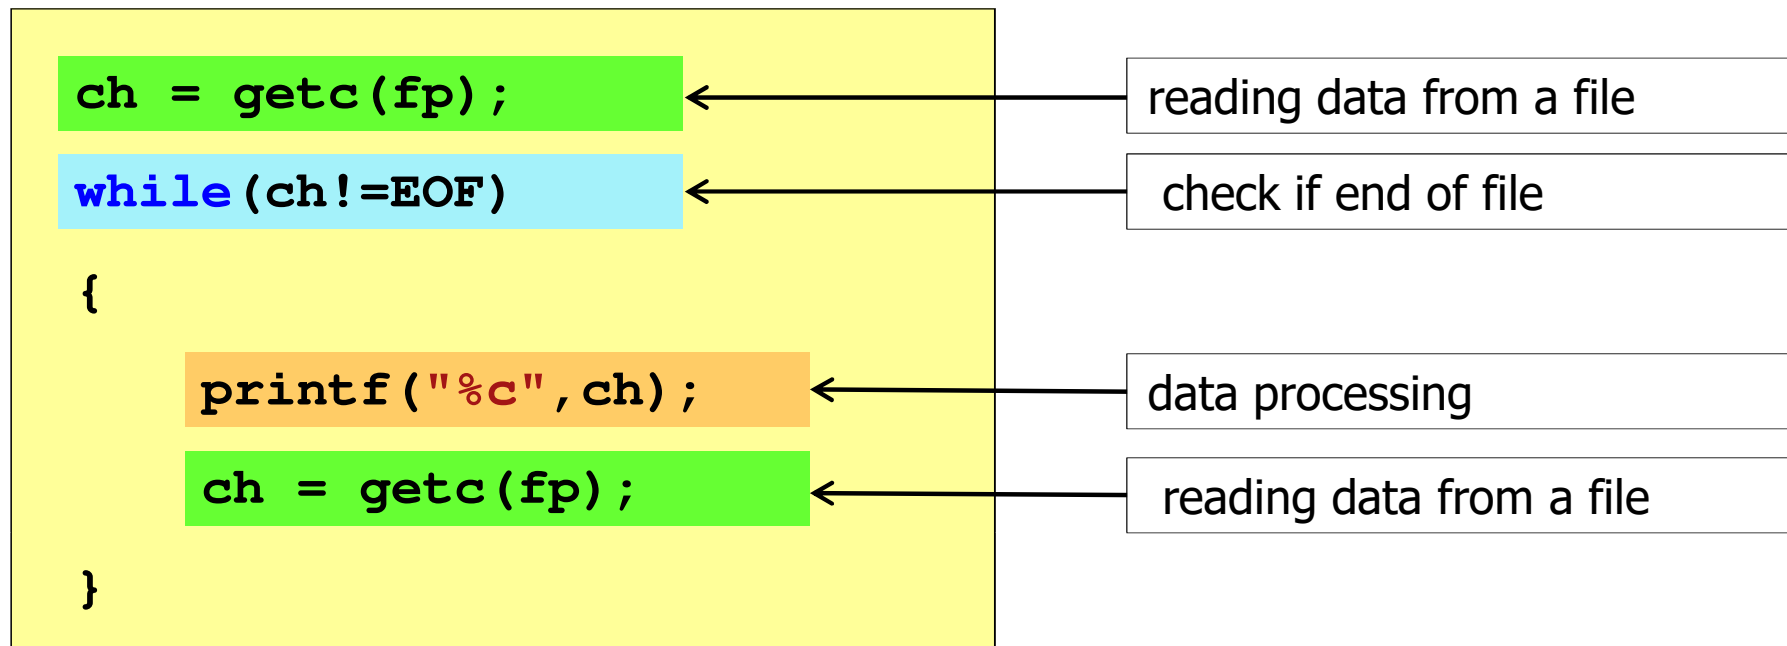 ch = getc(fp);
reading data from a file
while(ch!=EOF)
check if end of file
{
printf("%c",ch);
data processing
ch = getc(fp);
reading data from a file
}